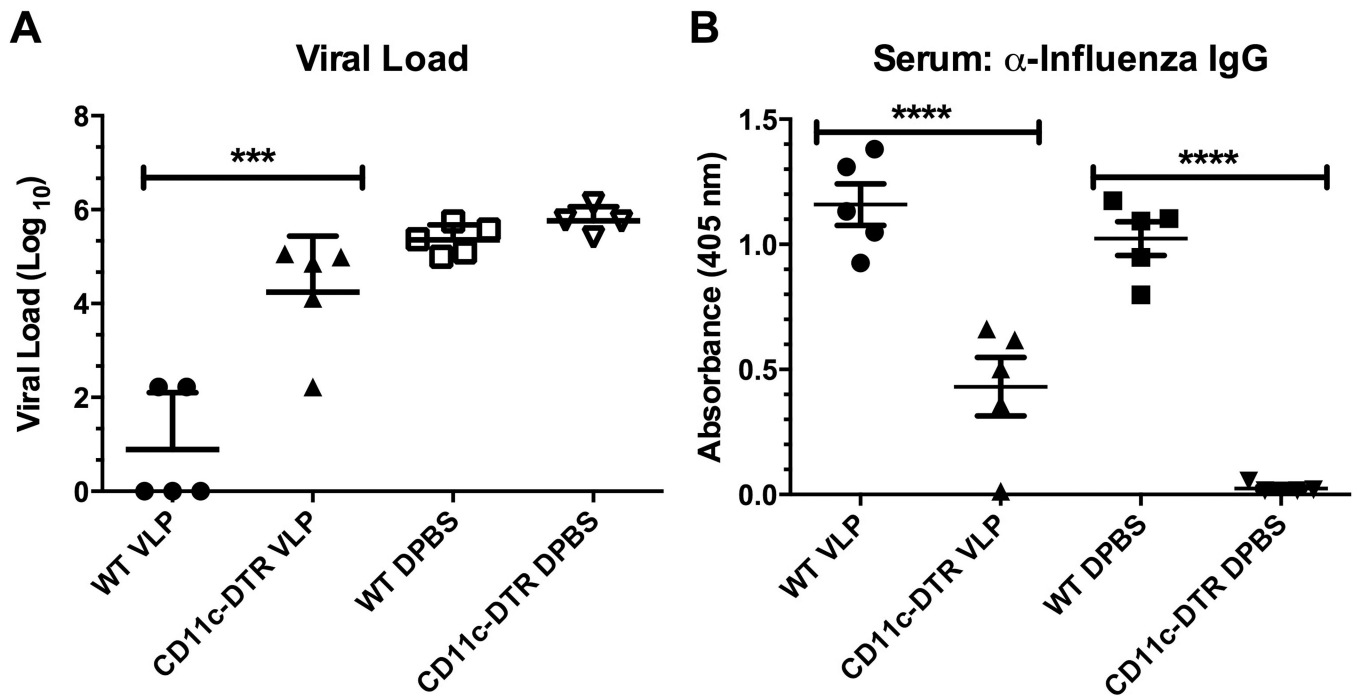 A
Viral Load
Viral Load (Log 10)
8
6
4
2
0
***
WT VLP
CD11c-DTR VLP
WT DPBS
CD11c-DTR DPBS
B
Serum: α-Influenza IgG
Absorbance (405 nm)
1.5
1.0
0.5
0.0
****
****
WT VLP
CD11c-DTR VLP
WT DPBS
CD11c-DTR DPBS